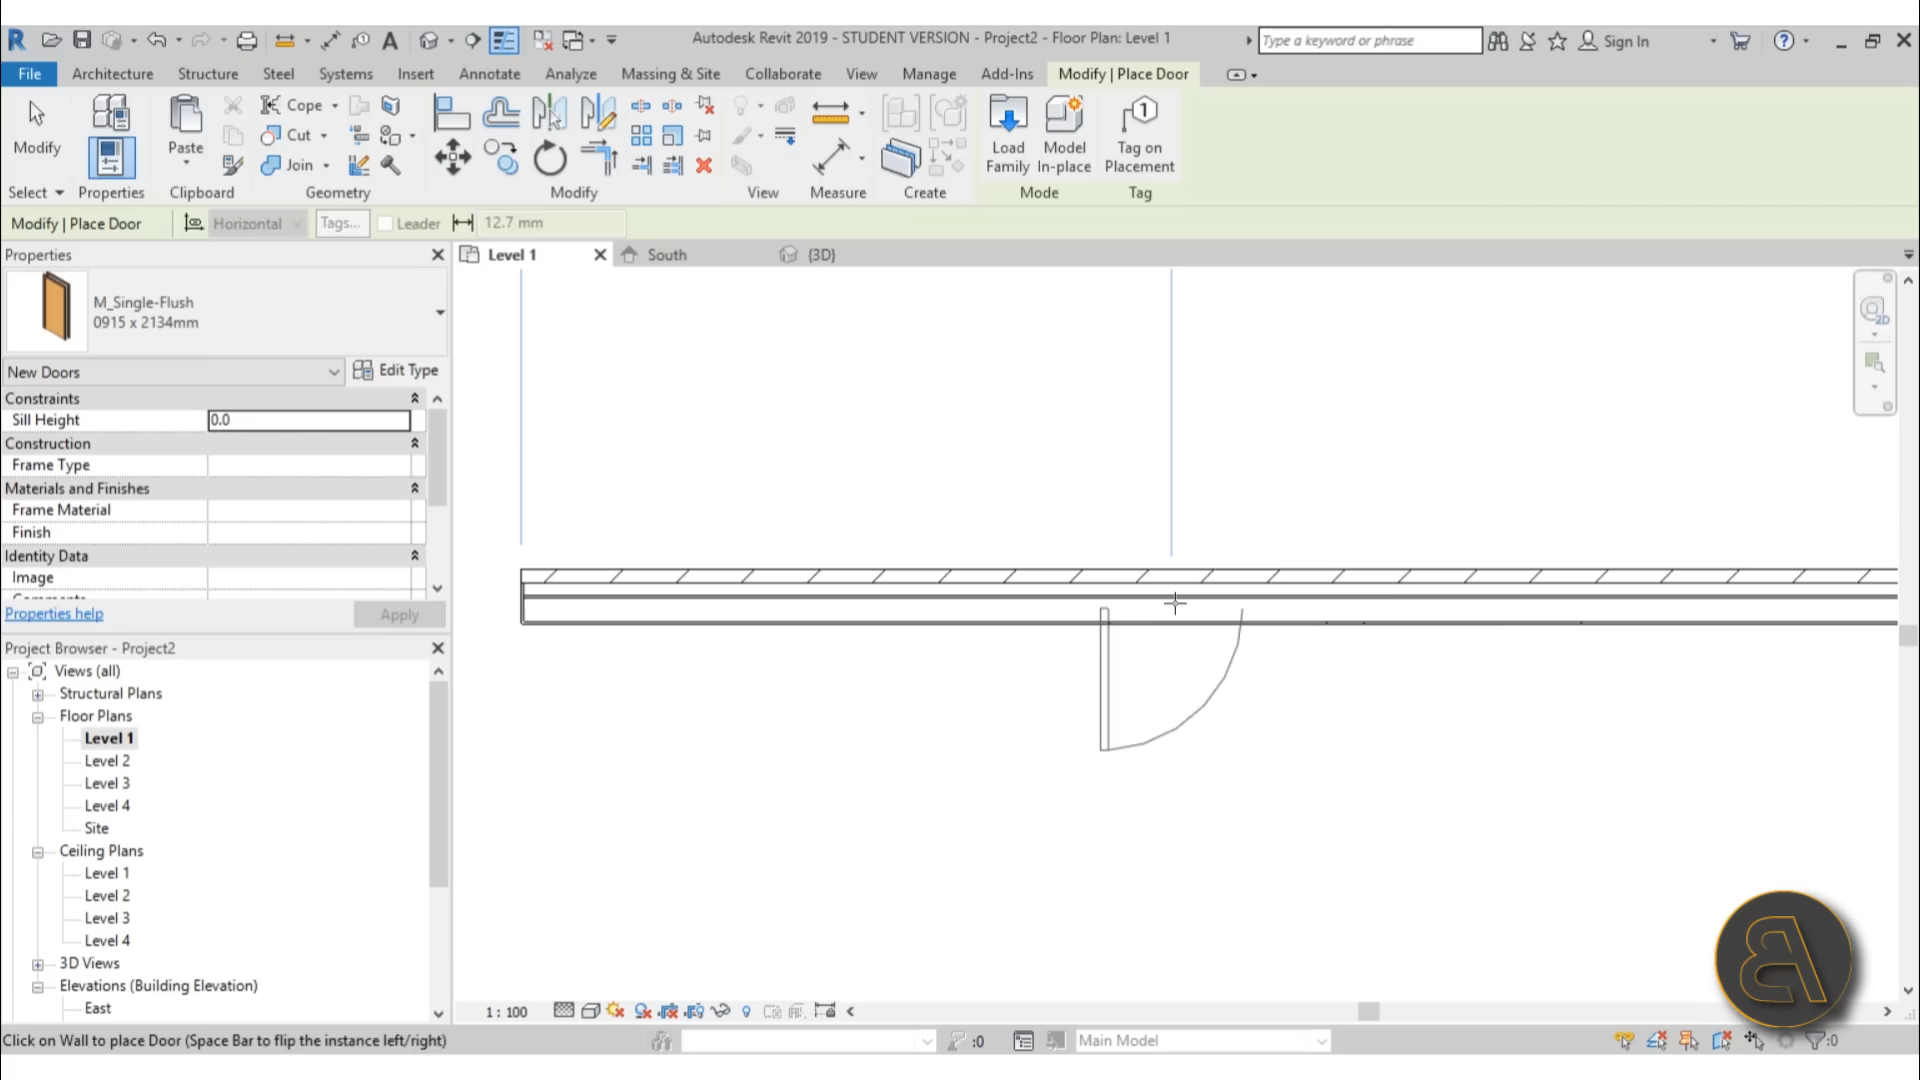 Autodesk Revit 2019 - STUDENT VERSION - Project2 - Floor Plan: Level 1
Type a keyword or phrase
Sign In
File Architecture Structure Steel Systems Insert Annotate Analyze Massing & Site Collaborate View Manage Add-Ins Modify | Place Door
Modify
Paste
Cope
Cut
Join
Load Family
Model In-place
Tag on Placement
Select Properties Clipboard Geometry Modify View Measure Create Mode Tag
Modify | Place Door Horizontal Tags... Leader 12.7 mm
Properties
Level 1 South {3D}
M_Single-Flush
0915 x 2134mm
2D
New Doors Edit Type
Constraints
Sill Height 0.0
Construction
Frame Type
Materials and Finishes
Frame Material
Finish
Identity Data
Image
Properties help Apply
Project Browser - Project2
Views (all)
Structural Plans
Floor Plans
Level 1
Level 2
Level 3
Level 4
Site
Ceiling Plans
Level 1
Level 2
Level 3
Level 4
3D Views
Elevations (Building Elevation)
East
1 : 100
Click on Wall to place Door (Space Bar to flip the instance left/right) :0 Main Model :0